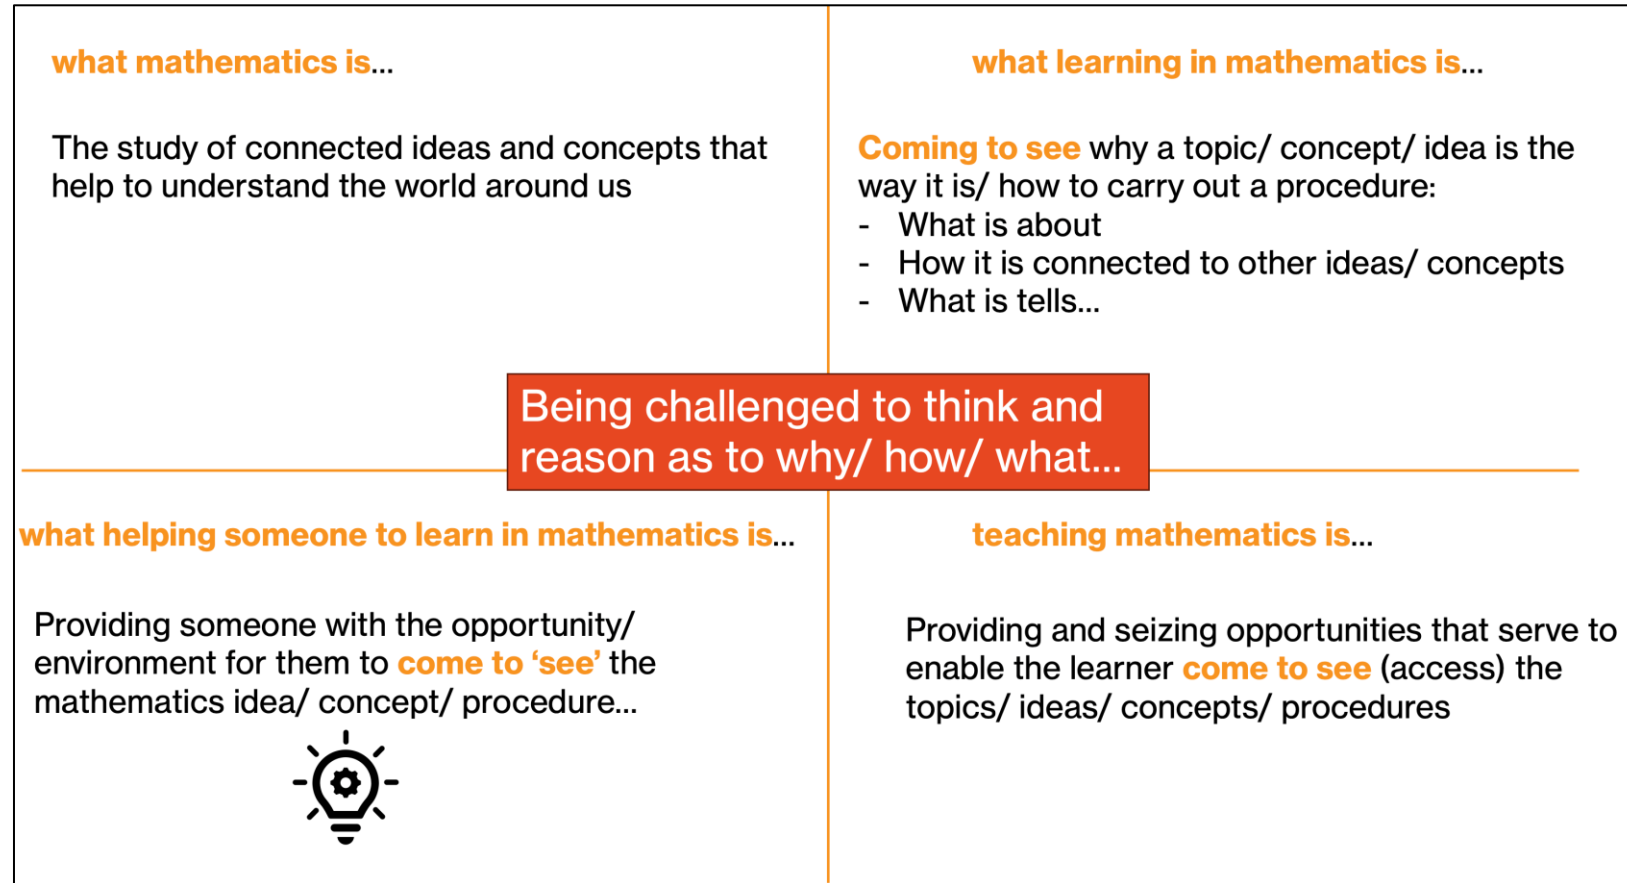 what mathematics is...
The study of connected ideas and concepts that
help to understand the world around us
what learning in mathematics is...
Coming to see why a topic/ concept/ idea is the
way it is/ how to carry out a procedure:
- What is about
- How it is connected to other ideas/ concepts
- What is tells...
Being challenged to think and
reason as to why/ how/ what...
what helping someone to learn in mathematics is...
Providing someone with the opportunity/
environment for them to come to ‘see’ the
mathematics idea/ concept/ procedure...
teaching mathematics is...
Providing and seizing opportunities that serve to
enable the learner come to see (access) the
topics/ ideas/ concepts/ procedures